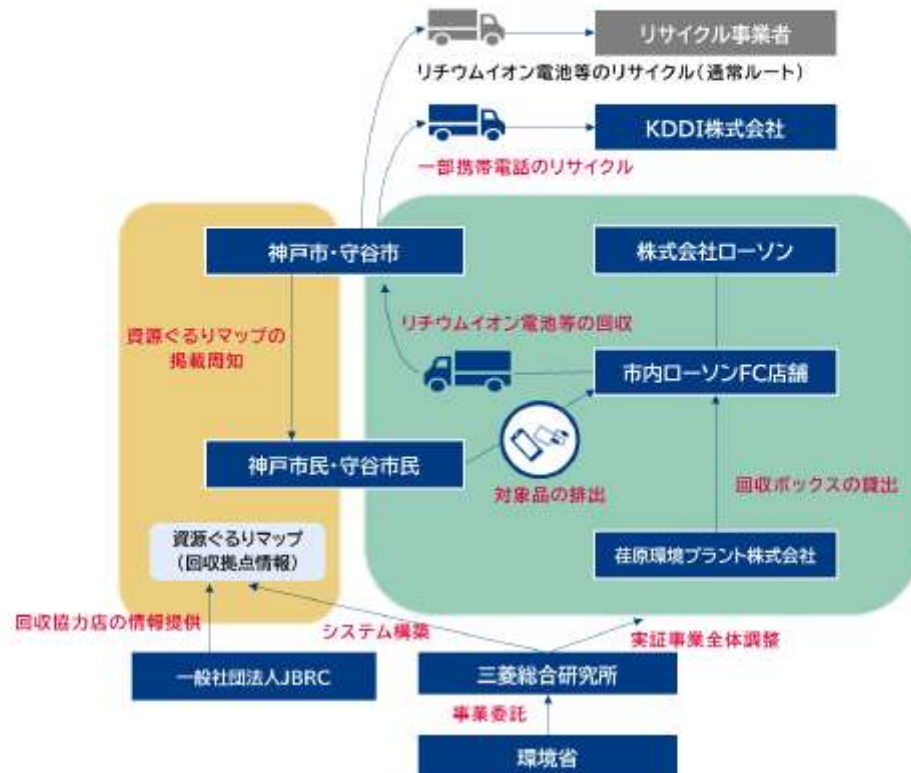 リサイクル事業者
リチウムイオン電池等のリサイクル(通常ルート)
KDDI株式会社
一部携帯電話のリサイクル
神戸市・守谷市
株式会社ローソン
資源ぐるりマップの
掲載周知
リチウムイオン電池等の回収
市内ローソンFC店舗
神戸市民・守谷市民
対象品の排出
回収ボックスの貸出
資源ぐるりマップ
(回収拠点情報)
荏原環境プラント株式会社
回収協力店の情報提供
システム構築
実証事業全体調整
一般社団法人JBRC
三菱総合研究所
事業委託
環境省